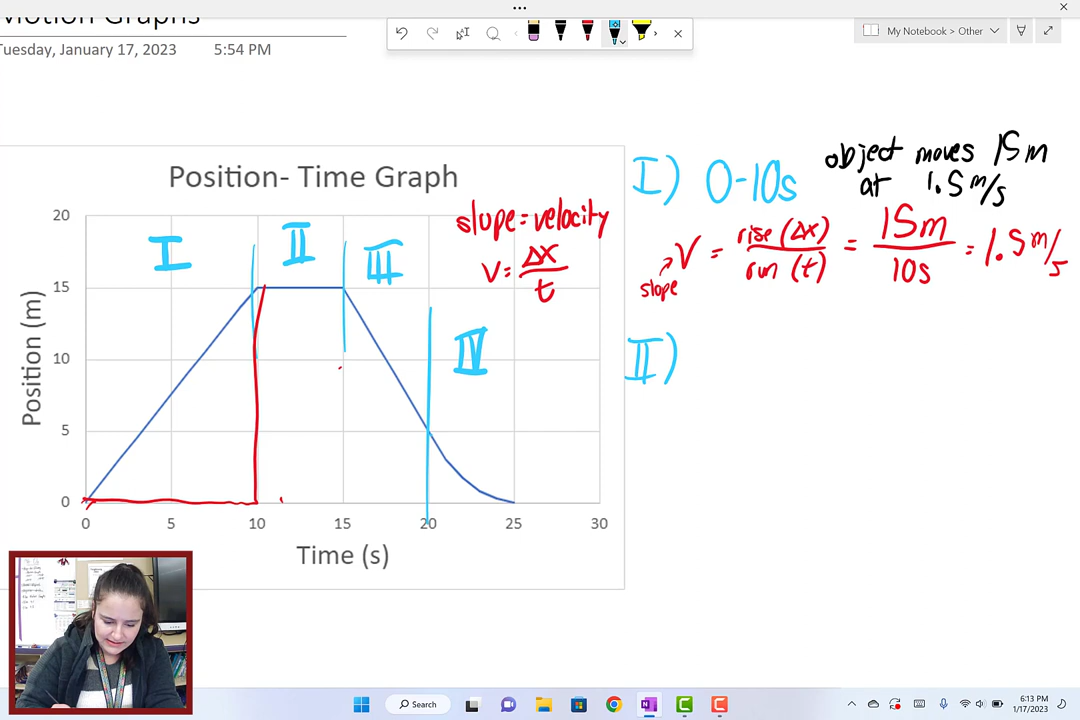 Motion Graphs
Tuesday, January 17, 2023 5:54 PM
My Notebook > Other
Position- Time Graph
Position (m)
20
15
10
5
0
0 5 10 15 20 25 30
Time (s)
I
II
III
IV
slope = velocity
V = Δx
t
I) 0-10s
object moves 15m
at 1.5 m/s
V = rise (Δx) = 15m = 1.5 m/s
run (t) 10s
slope
II)
Search
6:13 PM
1/17/2023